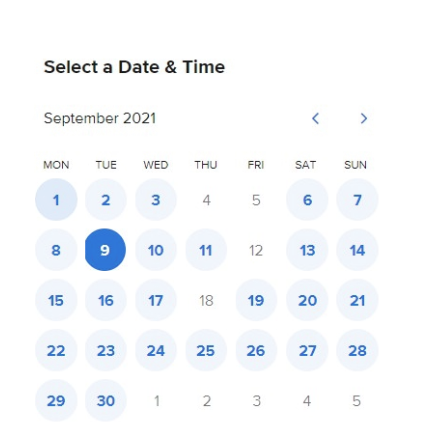 Select a Date & Time
September 2021
MON TUE WED THU FRI SAT SUN
1 2 3 4 5 6 7
8 9 10 11 12 13 14
15 16 17 18 19 20 21
22 23 24 25 26 27 28
29 30 1 2 3 4 5